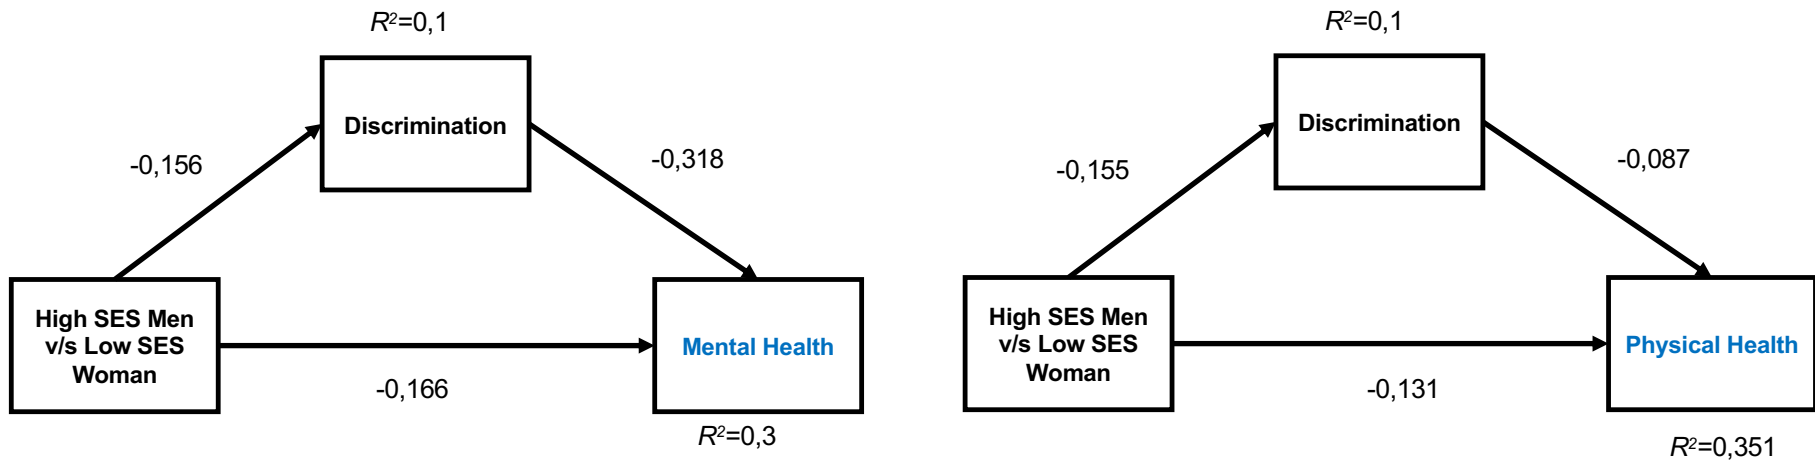 R²=0,1
Discrimination
-0,156
-0,318
High SES Men
v/s Low SES
Woman
-0,166
Mental Health
R²=0,3
R²=0,1
Discrimination
-0,155
-0,087
High SES Men
v/s Low SES
Woman
-0,131
Physical Health
R²=0,351